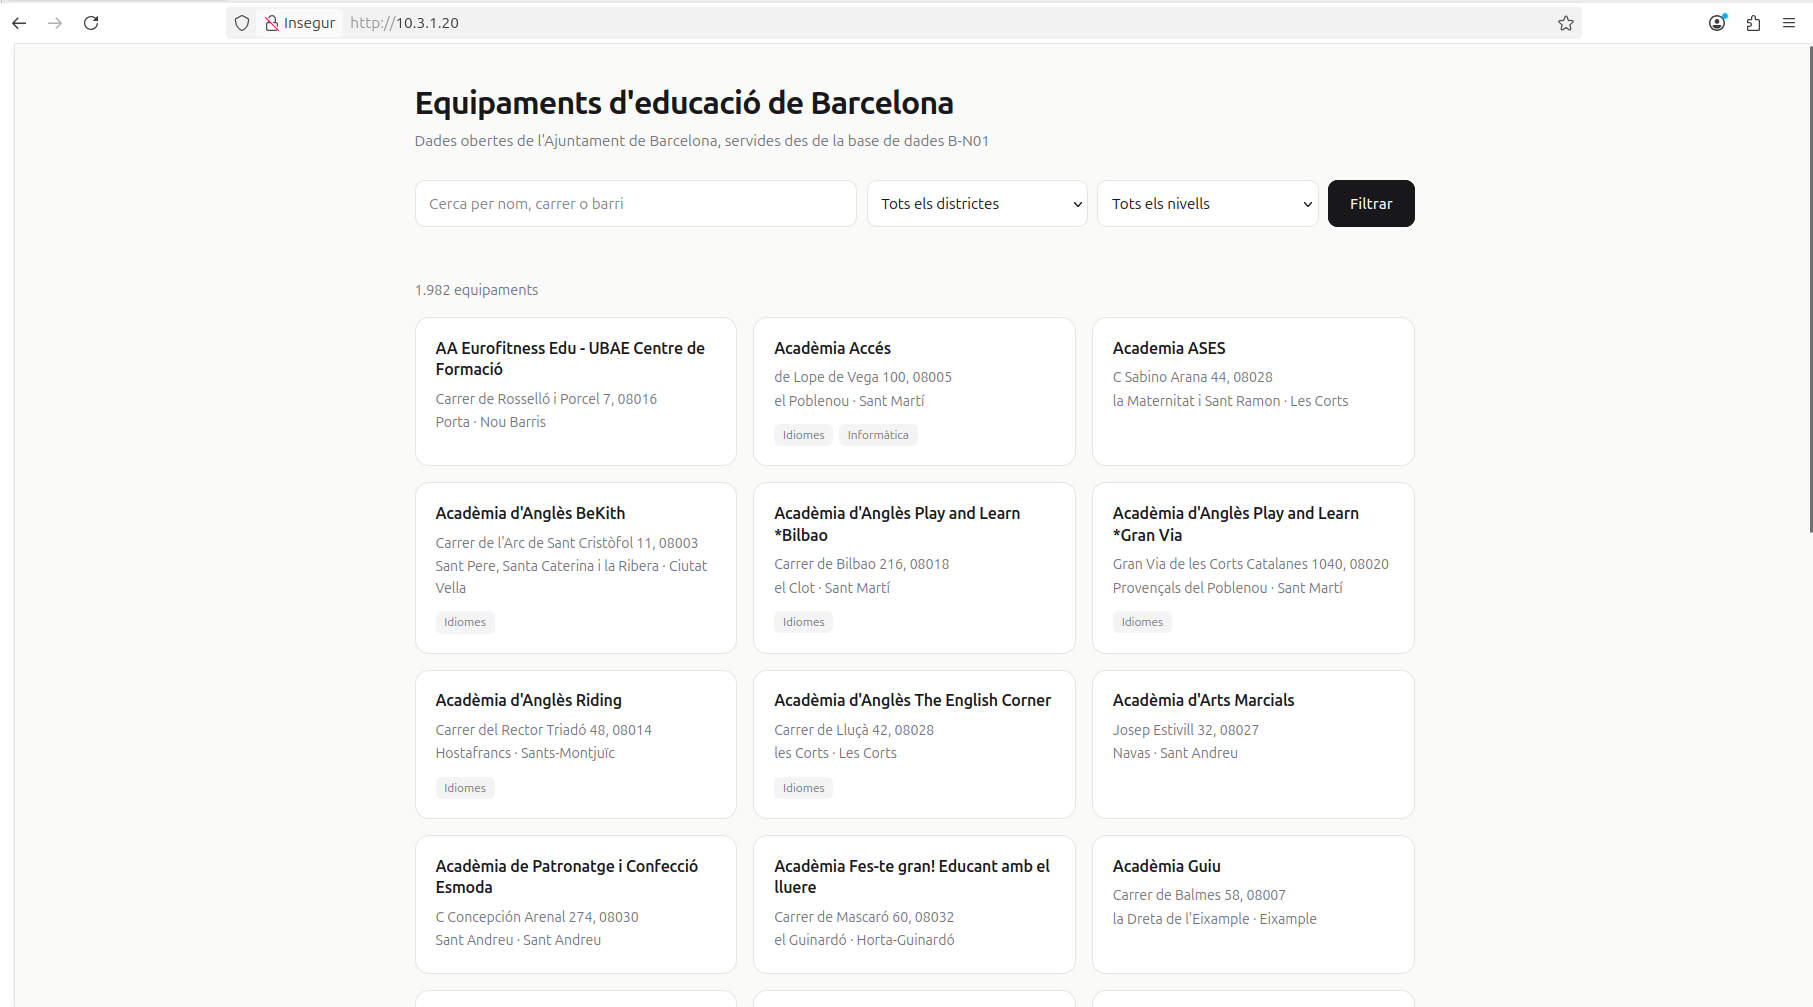 Insegur http://10.3.1.20
Equipaments d'educació de Barcelona
Dades obertes de l'Ajuntament de Barcelona, servides des de la base de dades B-N01
Cerca per nom, carrer o barri
Tots els districtes
Tots els nivells
Filtrar
1.982 equipaments
AA Eurofitness Edu - UBAE Centre de
Formació
Carrer de Rosselló i Porcel 7, 08016
Porta · Nou Barris
Acadèmia Accés
de Lope de Vega 100, 08005
el Poblenou · Sant Martí
Idiomes
Informàtica
Academia ASES
C Sabino Arana 44, 08028
la Maternitat i Sant Ramon · Les Corts
Acadèmia d'Anglès BeKith
Carrer de l'Arc de Sant Cristòfol 11, 08003
Sant Pere, Santa Caterina i la Ribera · Ciutat
Vella
Idiomes
Acadèmia d'Anglès Play and Learn
*Bilbao
Carrer de Bilbao 216, 08018
el Clot · Sant Martí
Idiomes
Acadèmia d'Anglès Play and Learn
*Gran Via
Gran Via de les Corts Catalanes 1040, 08020
Provençals del Poblenou · Sant Martí
Idiomes
Acadèmia d'Anglès Riding
Carrer del Rector Triadó 48, 08014
Hostafrancs · Sants-Montjuïc
Idiomes
Acadèmia d'Anglès The English Corner
Carrer de Lluçà 42, 08028
les Corts · Les Corts
Idiomes
Acadèmia d'Arts Marcials
Josep Estivill 32, 08027
Navas · Sant Andreu
Acadèmia de Patronatge i Confecció
Esmoda
C Concepción Arenal 274, 08030
Sant Andreu · Sant Andreu
Acadèmia Fes-te gran! Educant amb el
lluere
Carrer de Mascaró 60, 08032
el Guinardó · Horta-Guinardó
Acadèmia Guiu
Carrer de Balmes 58, 08007
la Dreta de l'Eixample · Eixample